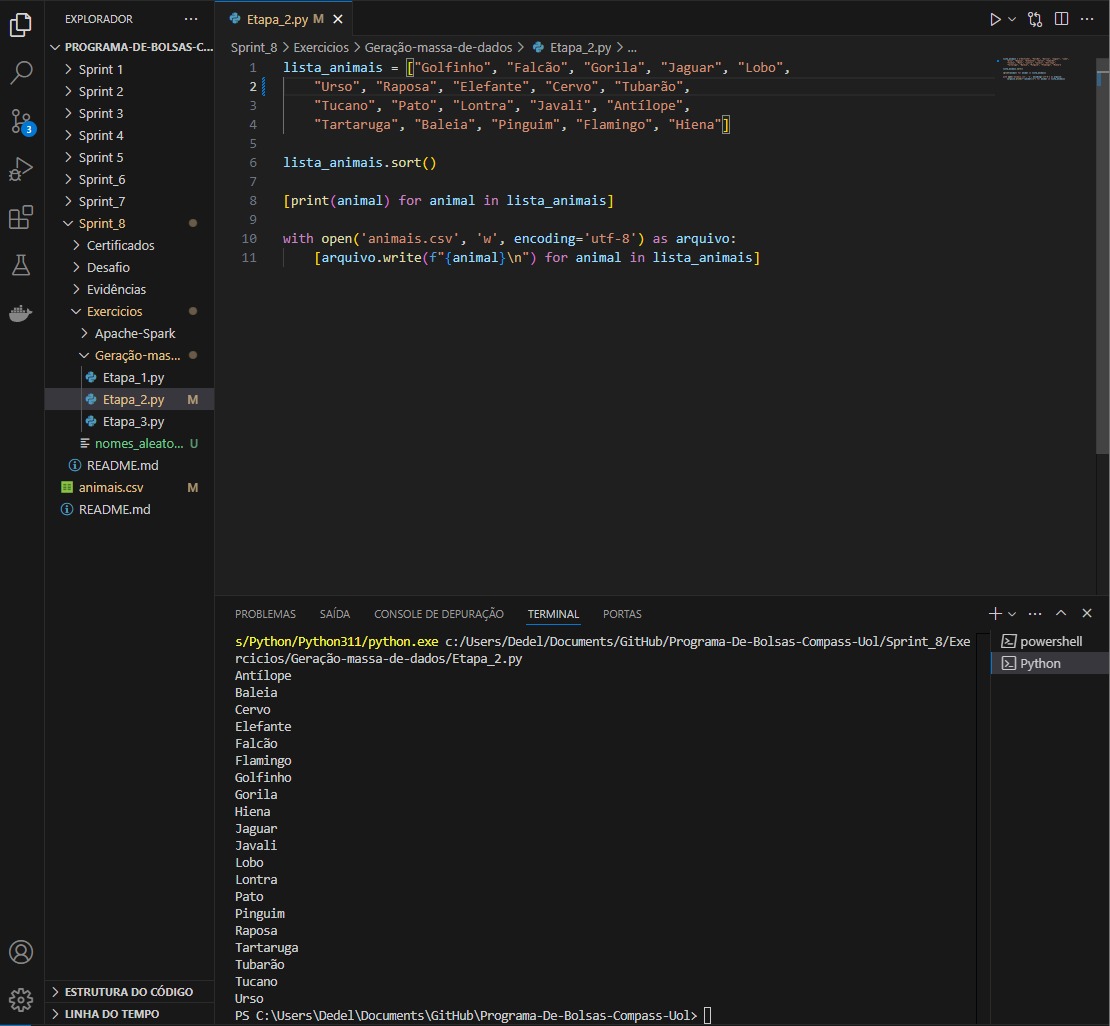 EXPLORADOR ···
PROGRAMA-DE-BOLSAS-C...
Sprint 1
Sprint 2
Sprint 3
Sprint 4
Sprint 5
Sprint_6
Sprint_7
Sprint_8
Certificados
Desafio
Evidências
Exercicios
Apache-Spark
Geração-mas...
Etapa_1.py
Etapa_2.py M
Etapa_3.py
nomes_aleato... U
README.md
animais.csv M
README.md
3
ESTRUTURA DO CÓDIGO
LINHA DO TEMPO
Etapa_2.py M
Sprint_8 > Exercicios > Geração-massa-de-dados > Etapa_2.py > ...
1 lista_animais = ["Golfinho", "Falcão", "Gorila", "Jaguar", "Lobo",
2 "Urso", "Raposa", "Elefante", "Cervo", "Tubarão",
3 "Tucano", "Pato", "Lontra", "Javali", "Antílope",
4 "Tartaruga", "Baleia", "Pinguim", "Flamingo", "Hiena"]
5
6 lista_animais.sort()
7
8 [print(animal) for animal in lista_animais]
9
10 with open('animais.csv', 'w', encoding='utf-8') as arquivo:
11 [arquivo.write(f"{animal}\n") for animal in lista_animais]
PROBLEMAS SAÍDA CONSOLE DE DEPURAÇÃO TERMINAL PORTAS
s/Python/Python311/python.exe c:/Users/Dedel/Documents/GitHub/Programa-De-Bolsas-Compass-Uol/Sprint_8/Exe
rcicios/Geração-massa-de-dados/Etapa_2.py
Antílope
Baleia
Cervo
Elefante
Falcão
Flamingo
Golfinho
Gorila
Hiena
Jaguar
Javali
Lobo
Lontra
Pato
Pinguim
Raposa
Tartaruga
Tubarão
Tucano
Urso
PS C:\Users\Dedel\Documents\GitHub\Programa-De-Bolsas-Compass-Uol>
powershell
Python